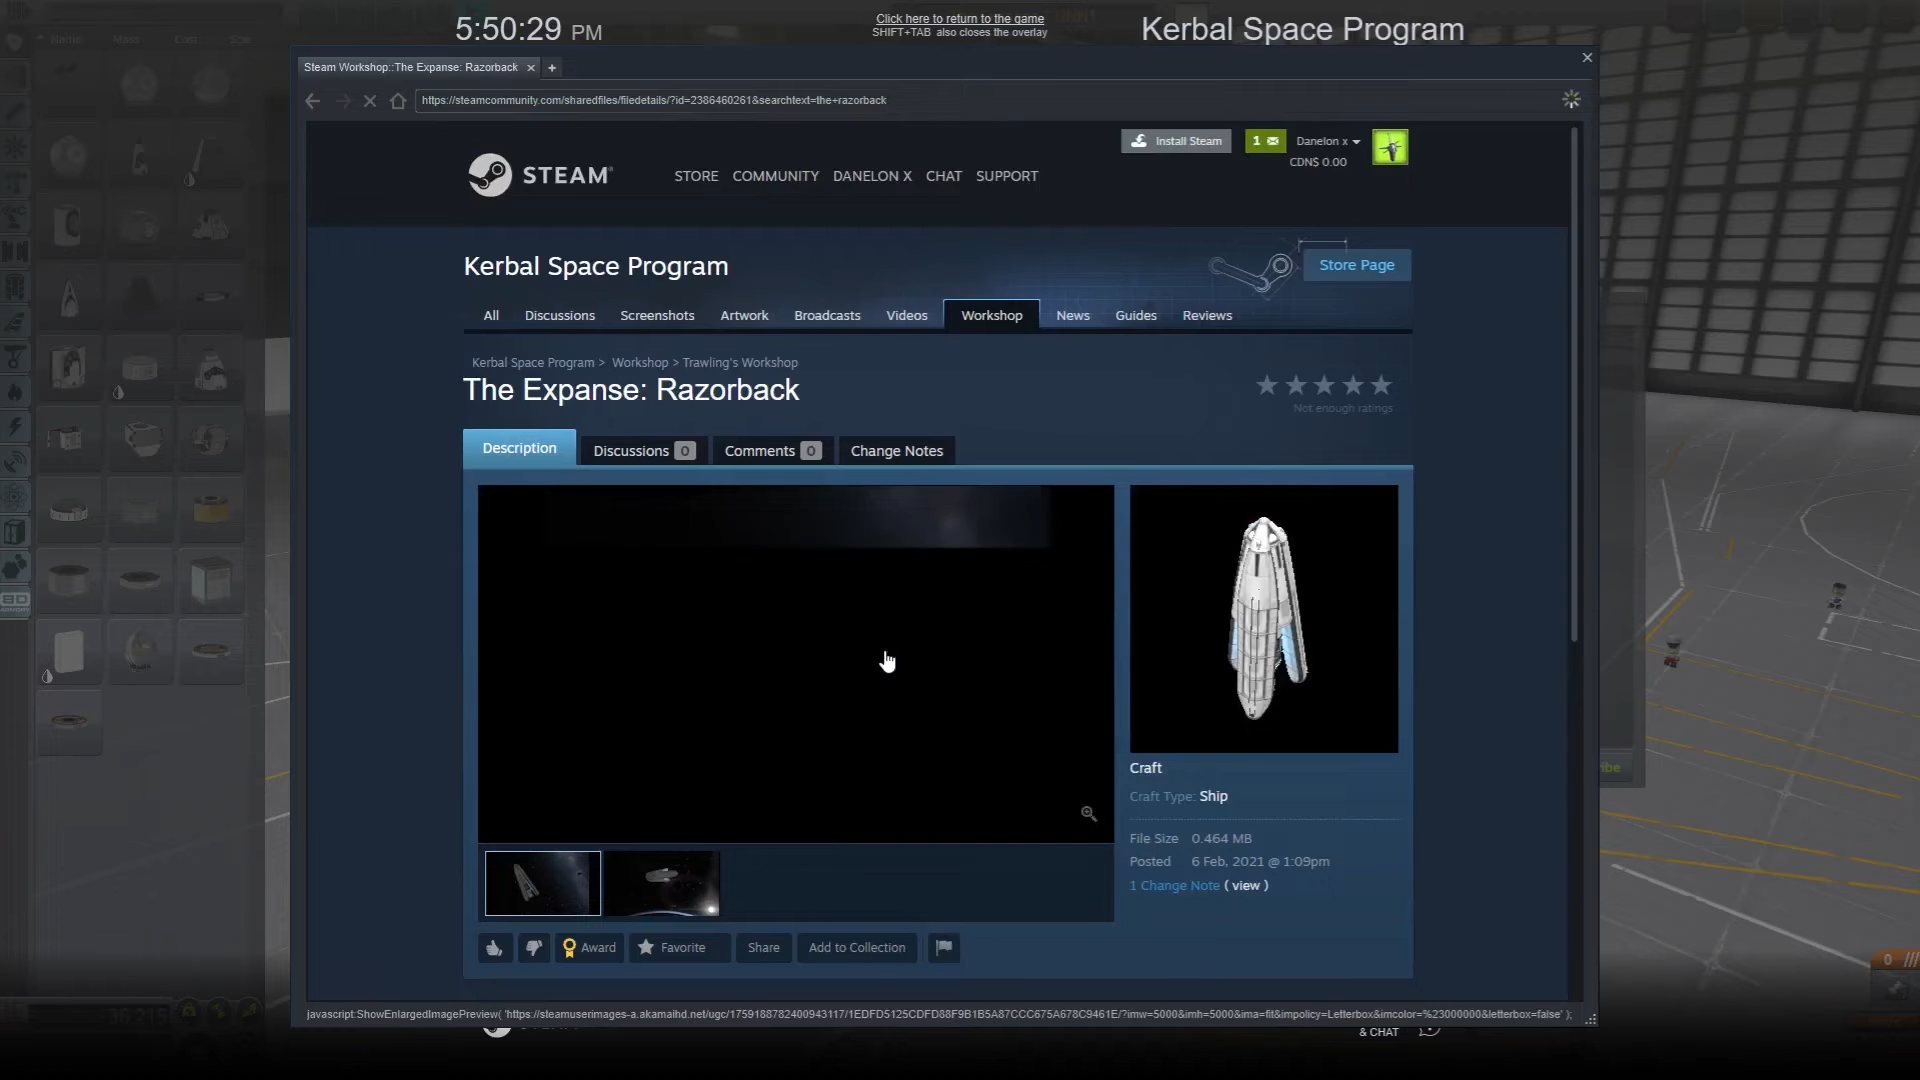 5:50:29 PM
Click here to return to the game
SHIFT+TAB also closes the overlay
Kerbal Space Program
Steam Workshop::The Expanse: Razorback
https://steamcommunity.com/sharedfiles/filedetails/?id=2386460261&searchtext=the+razorback
Install Steam
1
Danelon x
CDN$ 0.00
STEAM
STORE COMMUNITY DANELON X CHAT SUPPORT
Kerbal Space Program
Store Page
All Discussions Screenshots Artwork Broadcasts Videos Workshop News Guides Reviews
Kerbal Space Program > Workshop > Trawling's Workshop
The Expanse: Razorback
Not enough ratings
Description Discussions 0 Comments 0 Change Notes
Craft
Craft Type: Ship
File Size 0.464 MB
Posted 6 Feb, 2021 @ 1:09pm
1 Change Note ( view )
Award Favorite Share Add to Collection
javascript:ShowEnlargedImagePreview( 'https://steamuserimages-a.akamaihd.net/ugc/1759188782400943117/1EDFD5125CDFD88F9B1B5A87CCC675A678C9461E/?imw=5000&imh=5000&ima=fit&impolicy=Letterbox&imcolor=%23000000&letterbox=false' );
& CHAT
Name Mass Cost Size
0